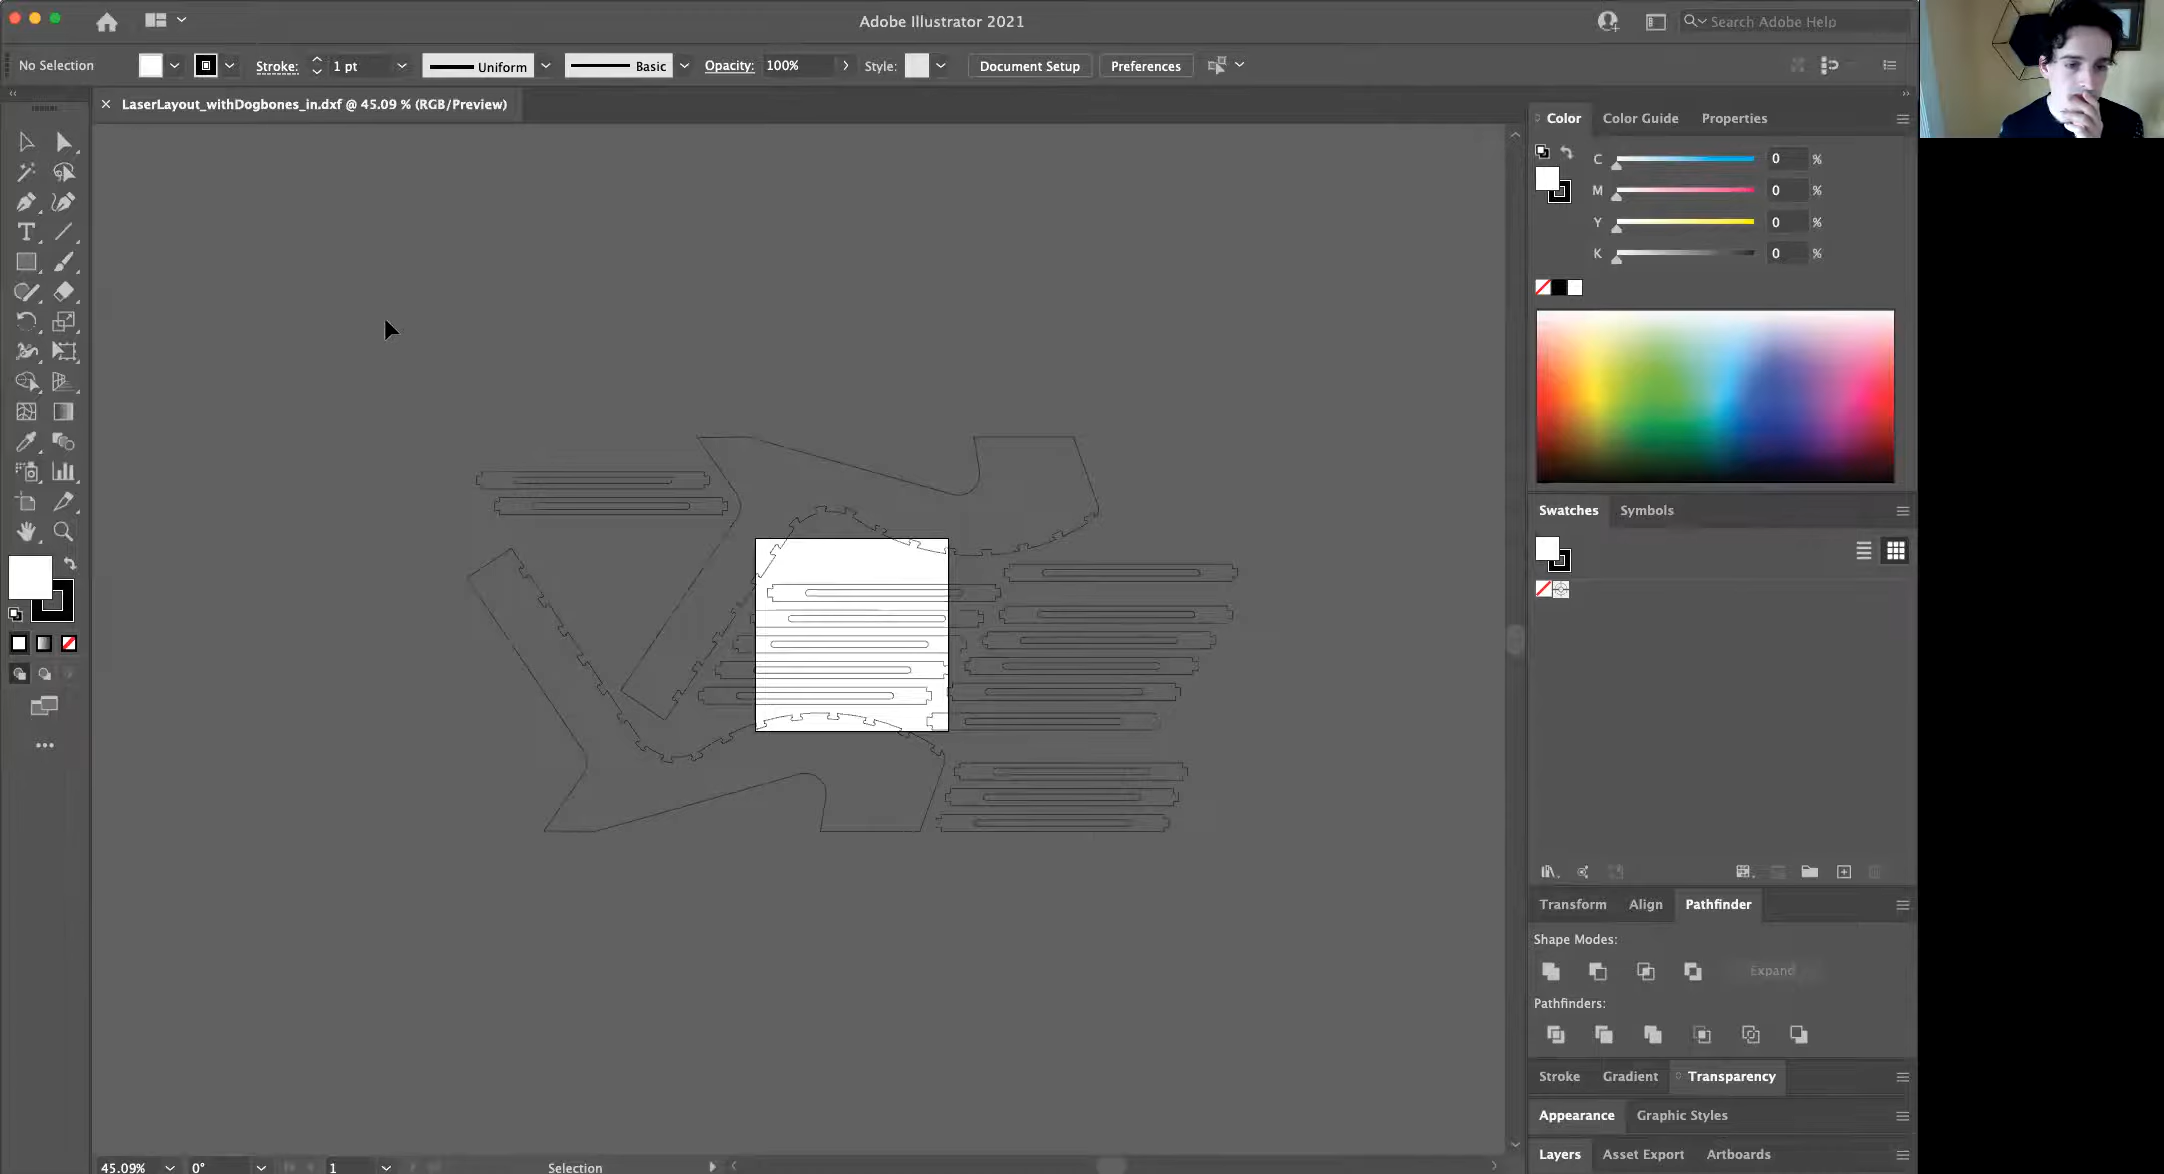 Adobe Illustrator 2021
Search Adobe Help
No Selection
Stroke:
1 pt
Uniform
Basic
Opacity:
100%
Style:
Document Setup
Preferences
LaserLayout_withDogbones_in.dxf @ 45.09 % (RGB/Preview)
Color
Color Guide
Properties
C
0
%
M
0
%
Y
0
%
K
0
%
Swatches
Symbols
Transform
Align
Pathfinder
Shape Modes:
Expand
Pathfinders:
Stroke
Gradient
Transparency
Appearance
Graphic Styles
Layers
Asset Export
Artboards
45.09%
0°
1
Selection